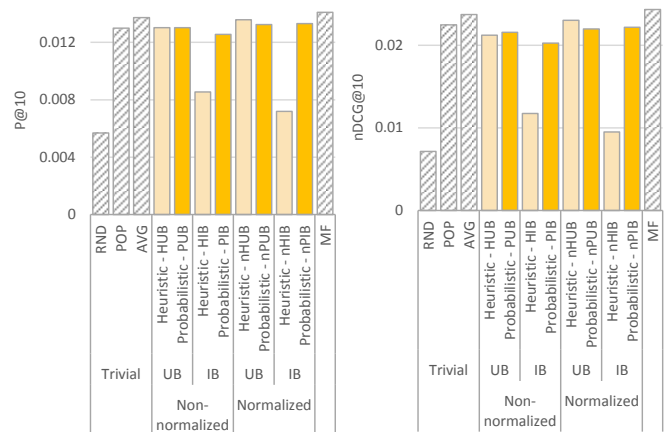 P@10
0.012
0.008
0.004
0
RND
POP
AVG
Heuristic - HUB
Probabilistic - PUB
Heuristic - HIB
Probabilistic - PIB
Heuristic - nHUB
Probabilistic - nPUB
Heuristic - nHIB
Probabilistic - nPIB
MF
Trivial
UB
IB
UB
IB
Non-
normalized
Normalized
nDCG@10
0.02
0.01
0
RND
POP
AVG
Heuristic - HUB
Probabilistic - PUB
Heuristic - HIB
Probabilistic - PIB
Heuristic - nHUB
Probabilistic - nPUB
Heuristic - nHIB
Probabilistic - nPIB
MF
Trivial
UB
IB
UB
IB
Non-
normalized
Normalized